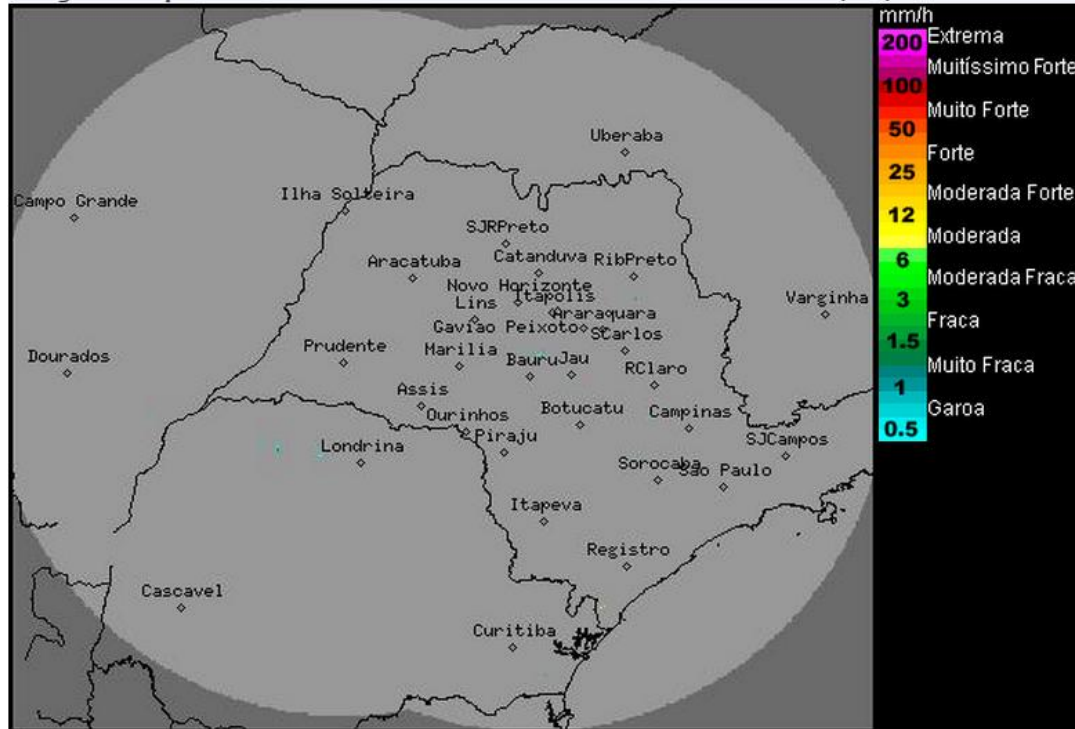 mm/h
200 Extrema
Muitíssimo Forte
100
Muito Forte
50
Forte
25
Moderada Forte
12
Moderada
6
Moderada Fraca
3
Fraca
1.5
Muito Fraca
1
Garoa
0.5
Uberaba
Campo Grande
Ilha Solteira
SJRPreto
Catanduva
RibPreto
Aracatuba
Novo Horizonte
Itapolis
Lins
Araraquara
Varginha
Gaviao Peixoto
Scarlos
Prudente
Marilia
Dourados
Bauru
Jau
RClaro
Assis
Ourinhos
Botucatu
Campinas
Piraju
SJCampos
Londrina
Sorocaba
Sao Paulo
Itapeva
Registro
Cascavel
Curitiba